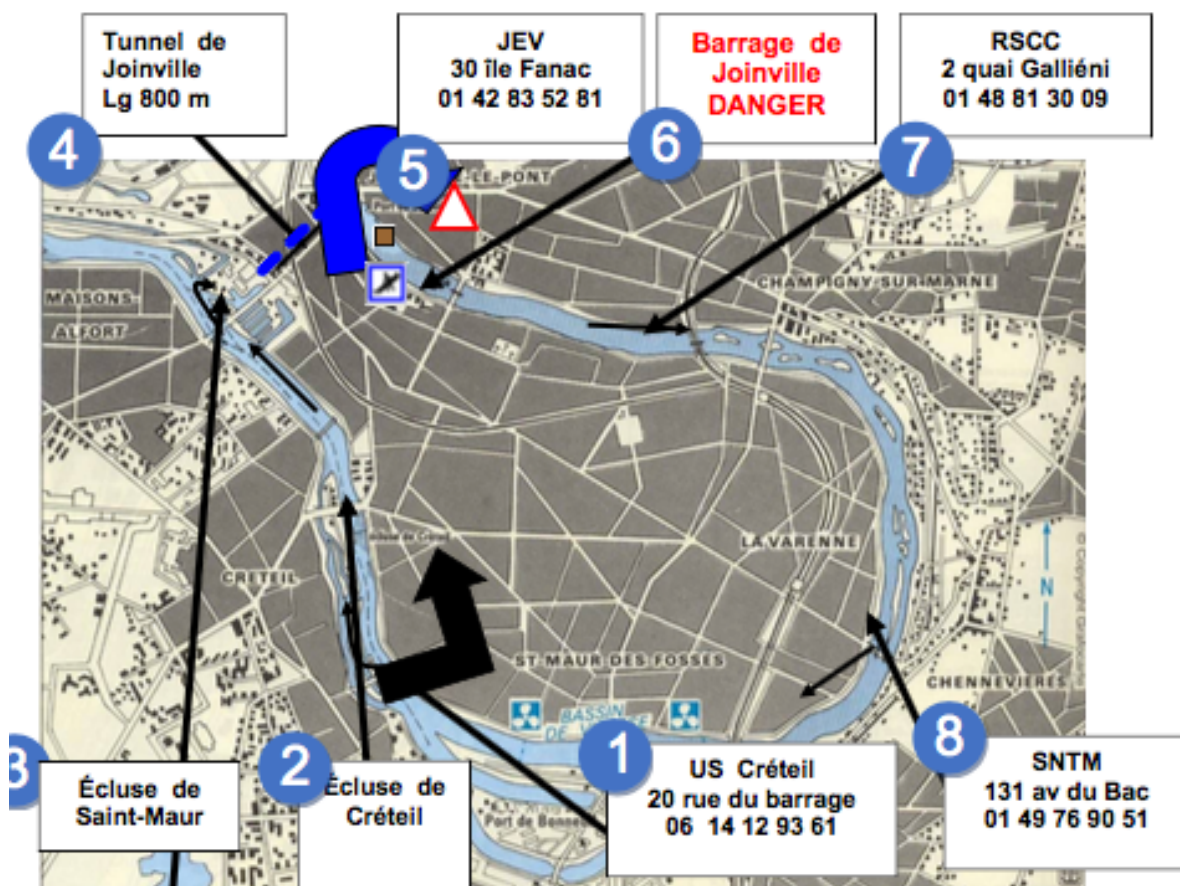 Tunnel de
Joinville
Lg 800 m
JEV
30 île Fanac
01 42 83 52 81
Barrage de
Joinville
DANGER
RSCC
2 quai Galliéni
01 48 81 30 09
4
5
6
7
LE PONT
CHAMPIGNY-SUR-MARNE
MAISONS
ALFORT
LA VARENNE
N
CRÉTEIL
ST MAUR DES FOSSES
CHENNEVIÈRES
BASSIN
3
Écluse de
Saint-Maur
2
Écluse de
Créteil
1
US Créteil
20 rue du barrage
06 14 12 93 61
8
SNTM
131 av du Bac
01 49 76 90 51
Port de Bonneu